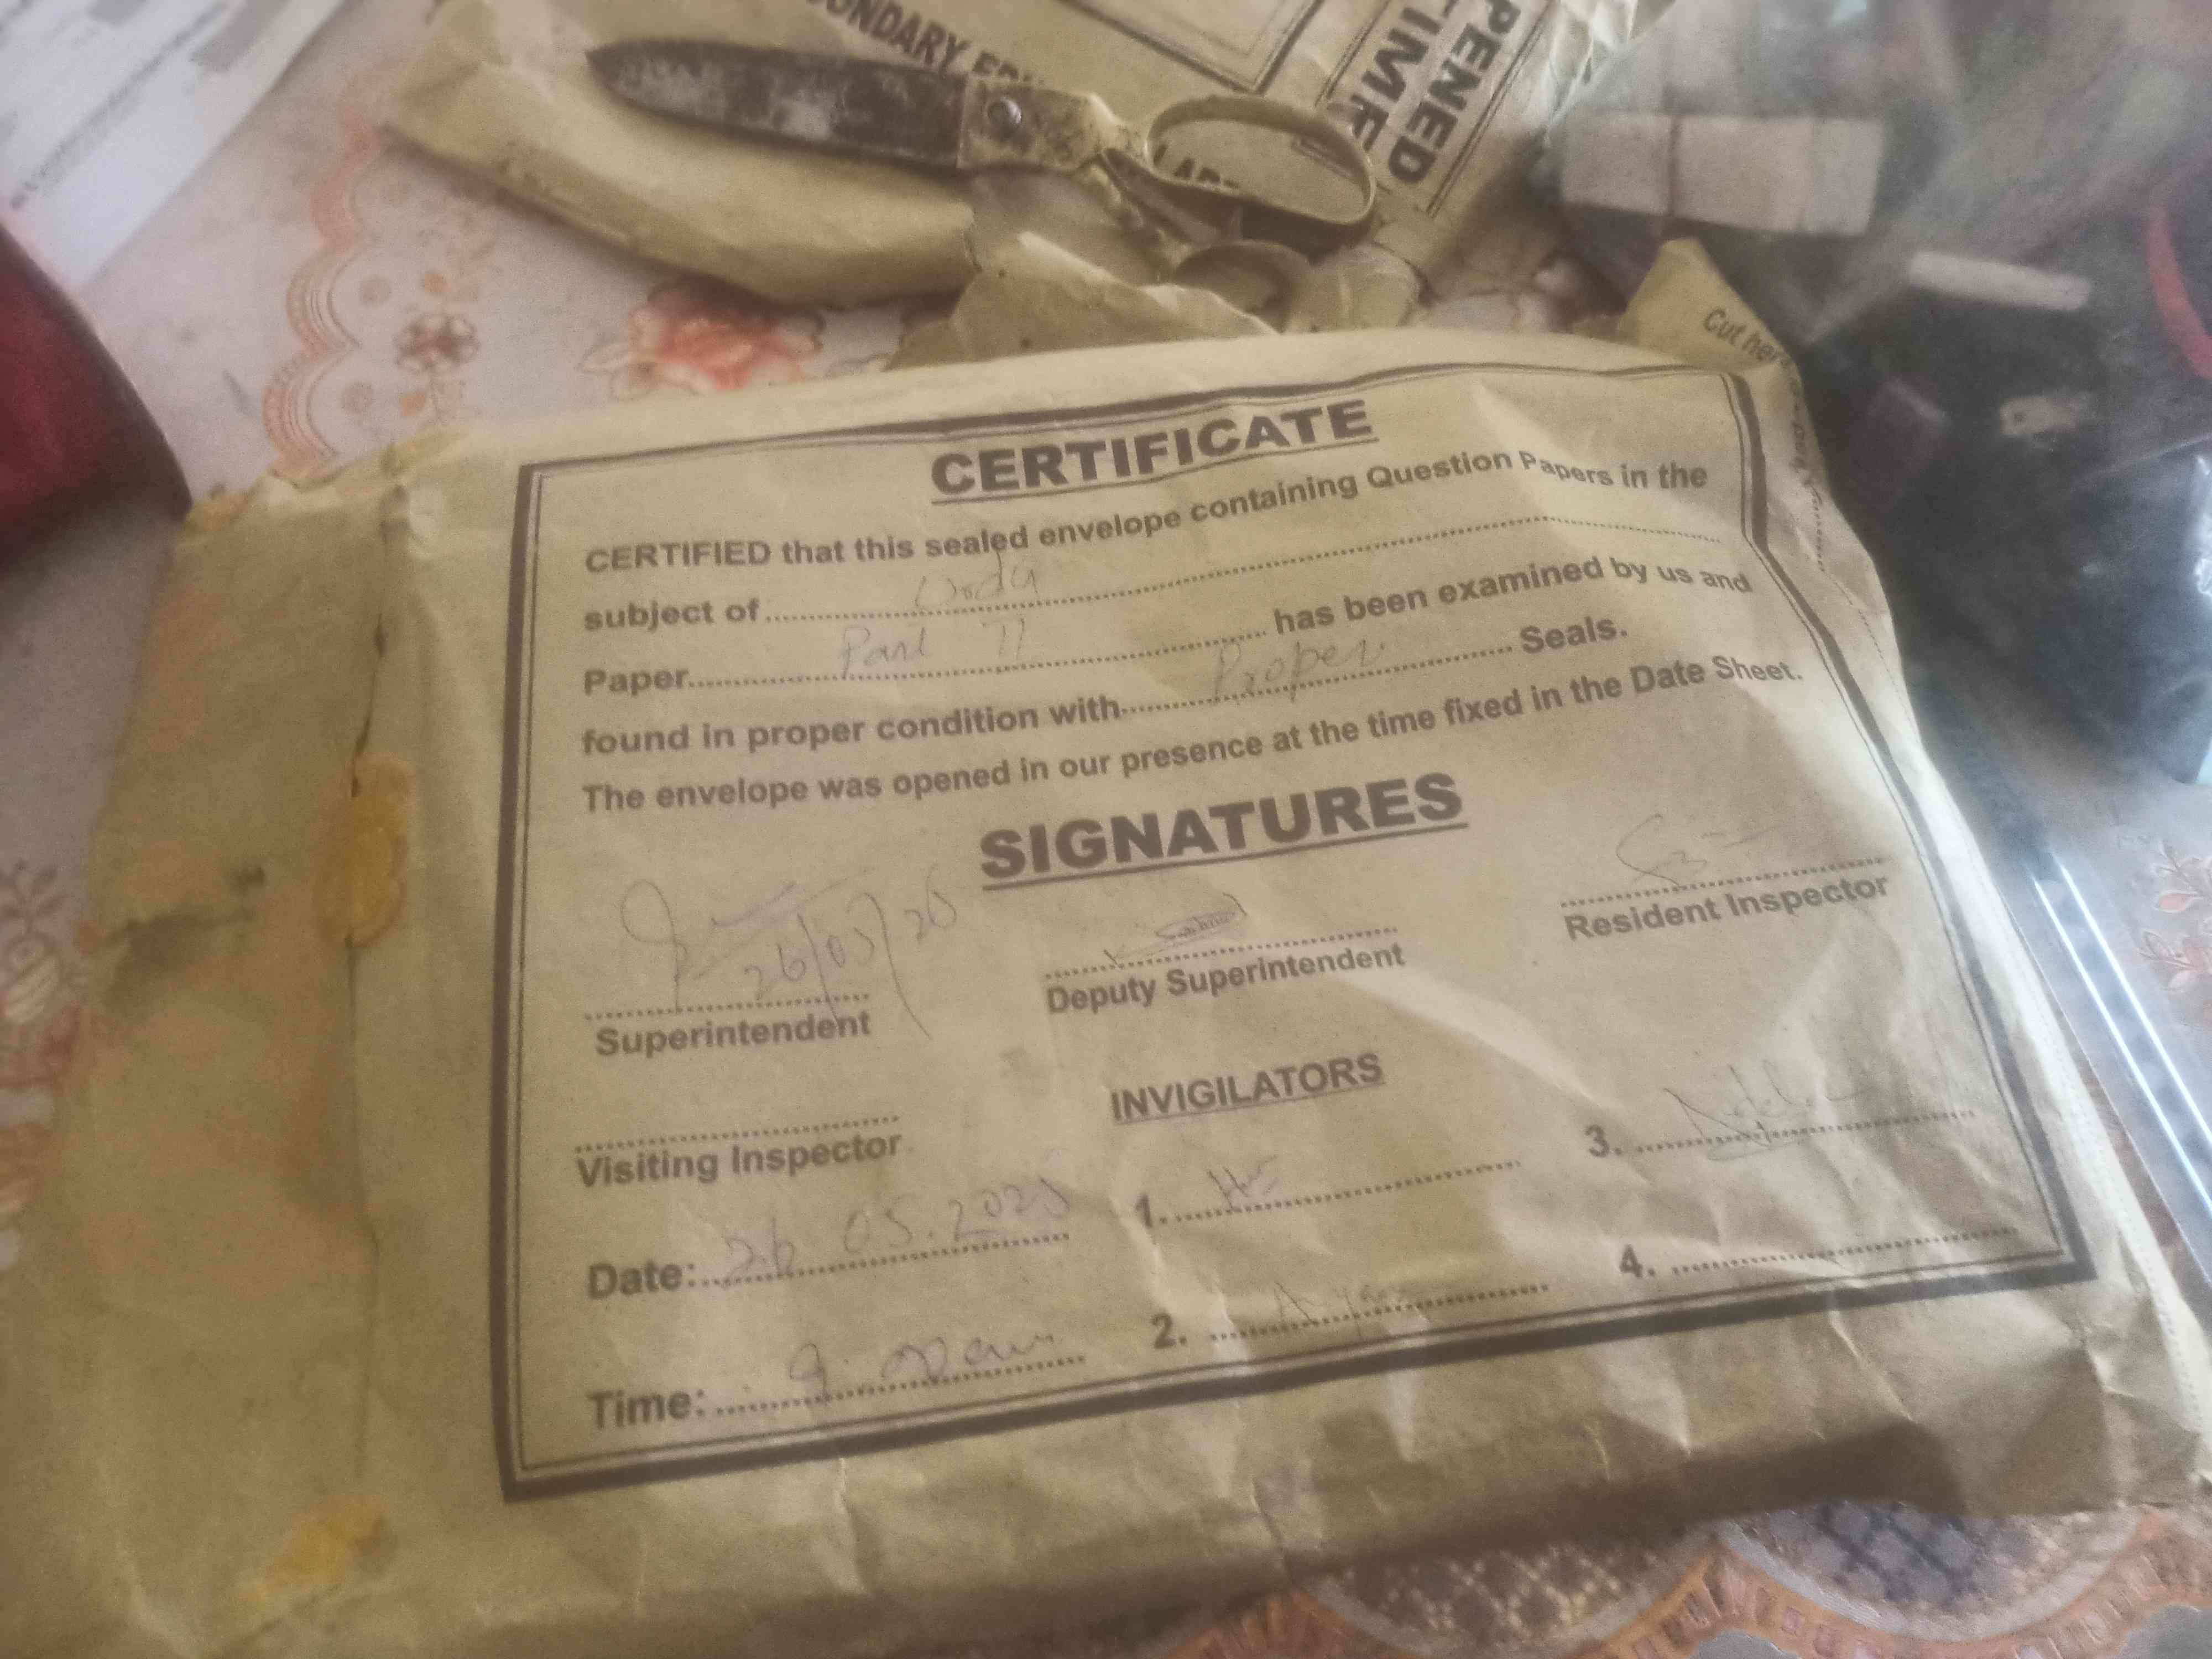 ONDARY EDU
PENED
TIME
LAR
Cut here
CERTIFICATE
CERTIFIED that this sealed envelope containing Question Papers in the
subject of Urdu
Paper Part II has been examined by us and
found in proper condition with Proper Seals.
The envelope was opened in our presence at the time fixed in the Date Sheet.
SIGNATURES
26/05/
Superintendent
Deputy Superintendent
Resident Inspector
Visiting Inspector
INVIGILATORS
Date: 26 05.2025
1.
3.
Time: 9:00am
2.
4.